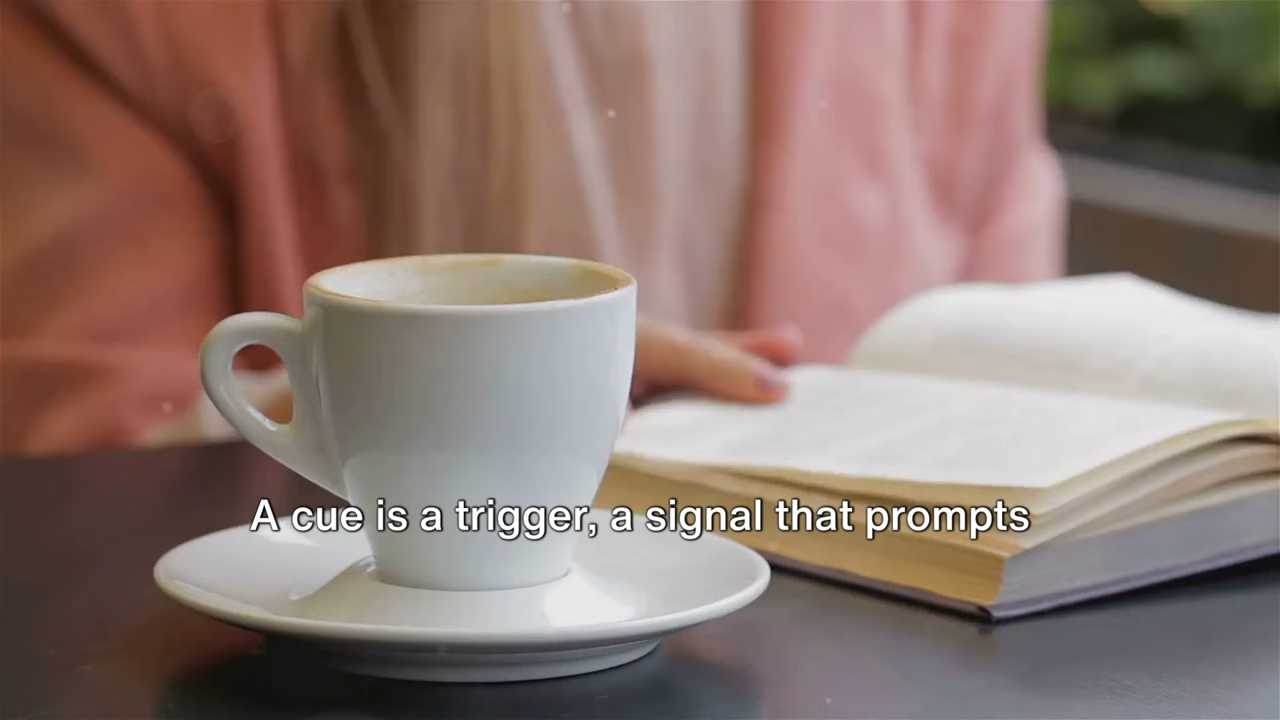 A cue is a trigger, a signal that prompts